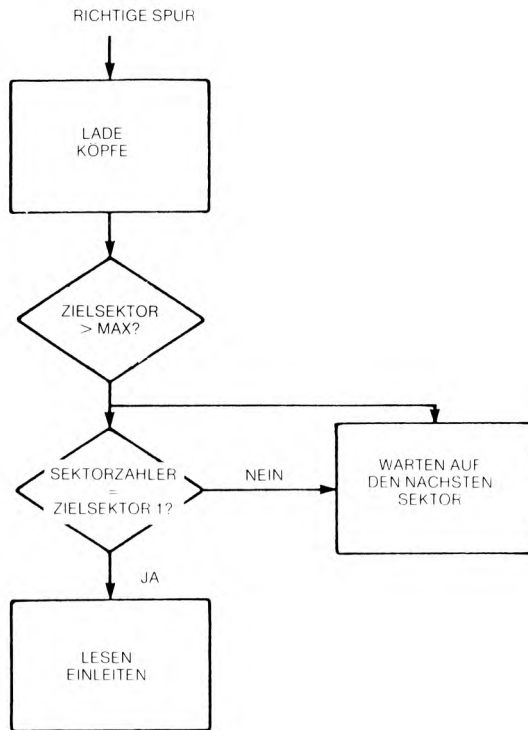 RICHTIGE SPUR
LADE
KÖPFE
ZIELSEKTOR
> MAX?
SEKTORZAHLER
=
ZIELSEKTOR 1?
NEIN
WARTEN AUF
DEN NACHSTEN
SEKTOR
JA
LESEN
EINLEITEN